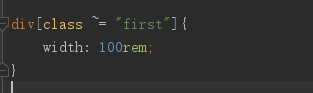 div[class ~= "first"]{
    width: 100rem;
}